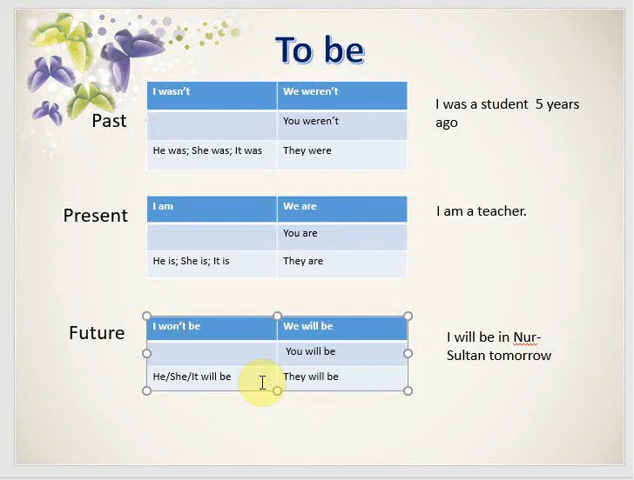 To be
Past
I wasn't We weren't
You weren't
He was; She was; It was They were
I was a student 5 years
ago
Present
I am We are
You are
He is; She is; It is They are
I am a teacher.
Future
I won't be We will be
You will be
He/She/It will be They will be
I will be in Nur-
Sultan tomorrow